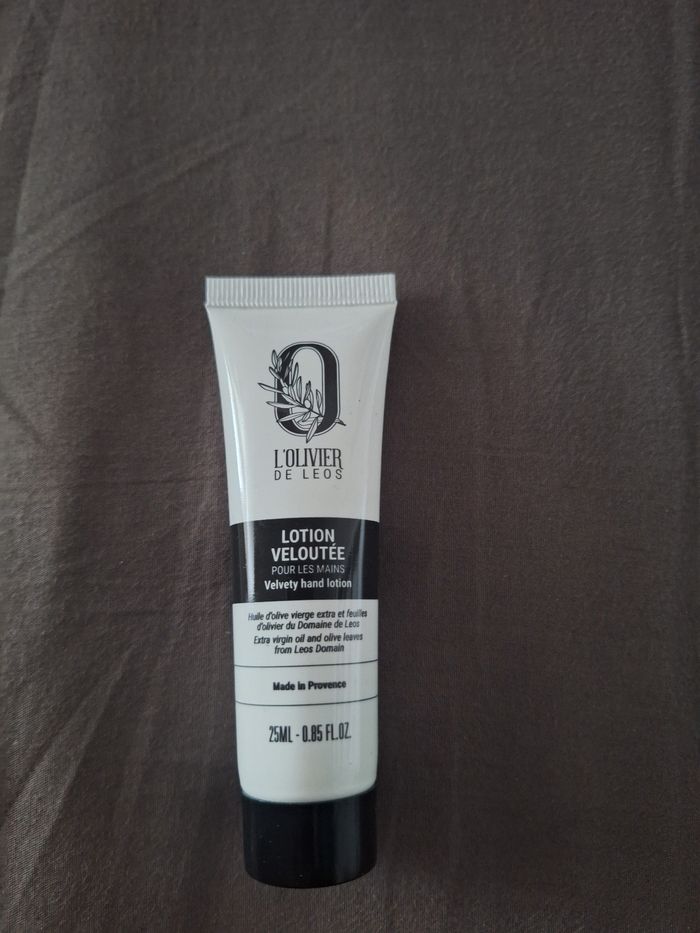 O
L'OLIVIER
DE LEOS
LOTION
VELOUTÉE
POUR LES MAINS
Velvety hand lotion
Huile d'olive vierge extra et feuilles
d'olivier du Domaine de Leos
Extra virgin oil and olive leaves
from Leos Domain
Made in Provence
25ML - 0.85 FL.OZ.